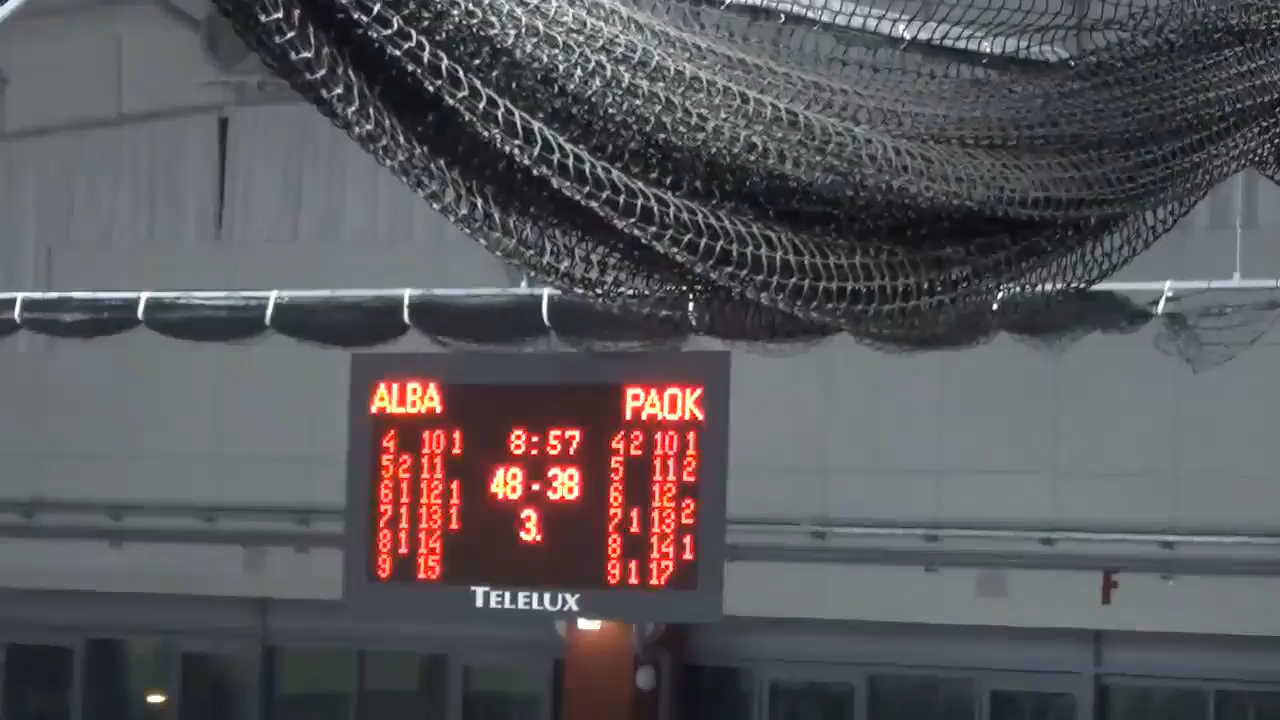 ALBA PAOK
4 10 1 8:57 4 2 10 1
5 2 11 5 11 2
6 1 12 1 48-38 6 12
7 1 13 1 3. 7 1 13 2
8 1 14 8 14 1
9 15 9 1 17
TELELUX